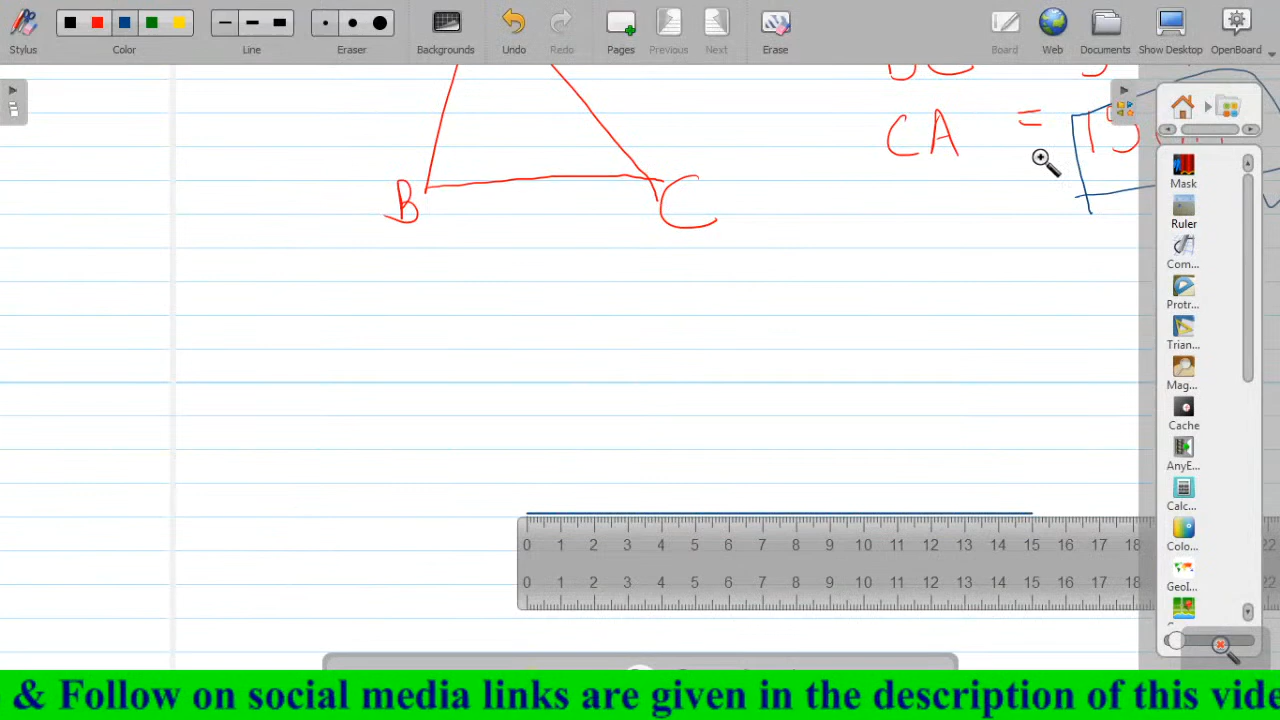 Stylus
Color
Line
Eraser
Backgrounds
Undo
Redo
Pages
Previous
Next
Erase
Board
Web
Documents
Show Desktop
OpenBoard
CA =
B
C
Mask
Ruler
Com...
Protr...
Trian...
Mag...
Cache
AnyE...
Calc...
Colo...
GeoI...
0 1 2 3 4 5 6 7 8 9 10 11 12 13 14 15 16 17 18 22
0 1 2 3 4 5 6 7 8 9 10 11 12 13 14 15 16 17 18 22
& Follow on social media links are given in the description of this vide